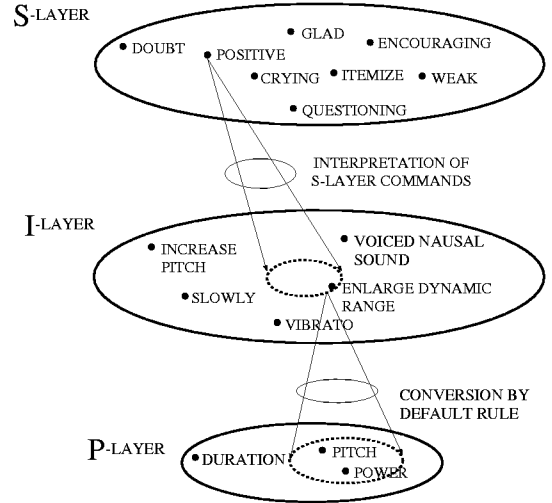 S-LAYER
GLAD
DOUBT
POSITIVE
ENCOURAGING
CRYING
ITEMIZE
WEAK
QUESTIONING
INTERPRETATION OF
S-LAYER COMMANDS
I-LAYER
INCREASE
PITCH
VOICED NAUSAL
SOUND
SLOWLY
ENLARGE DYNAMIC
RANGE
VIBRATO
CONVERSION BY
DEFAULT RULE
P-LAYER
DURATION
PITCH
POWER